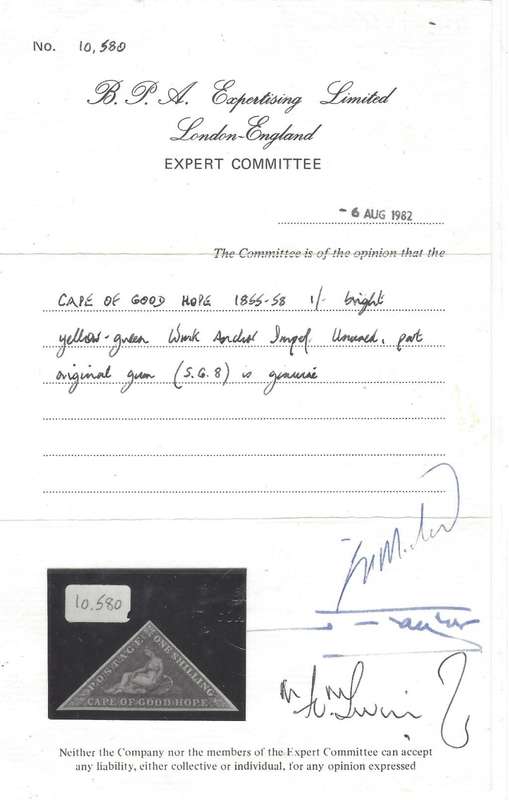 No. 10,580
B. P. A. Expertising Limited
London-England
EXPERT COMMITTEE
- 6 AUG 1982
The Committee is of the opinion that the
CAPE OF GOOD HOPE 1855-58 1/- bright
yellow-green Wmk Anchor Imperf. Unused, part
original gum (S.G.8) is genuine
10,580
POSTAGE
ONE SHILLING
CAPE OF GOOD HOPE
Neither the Company nor the members of the Expert Committee can accept
any liability, either collective or individual, for any opinion expressed